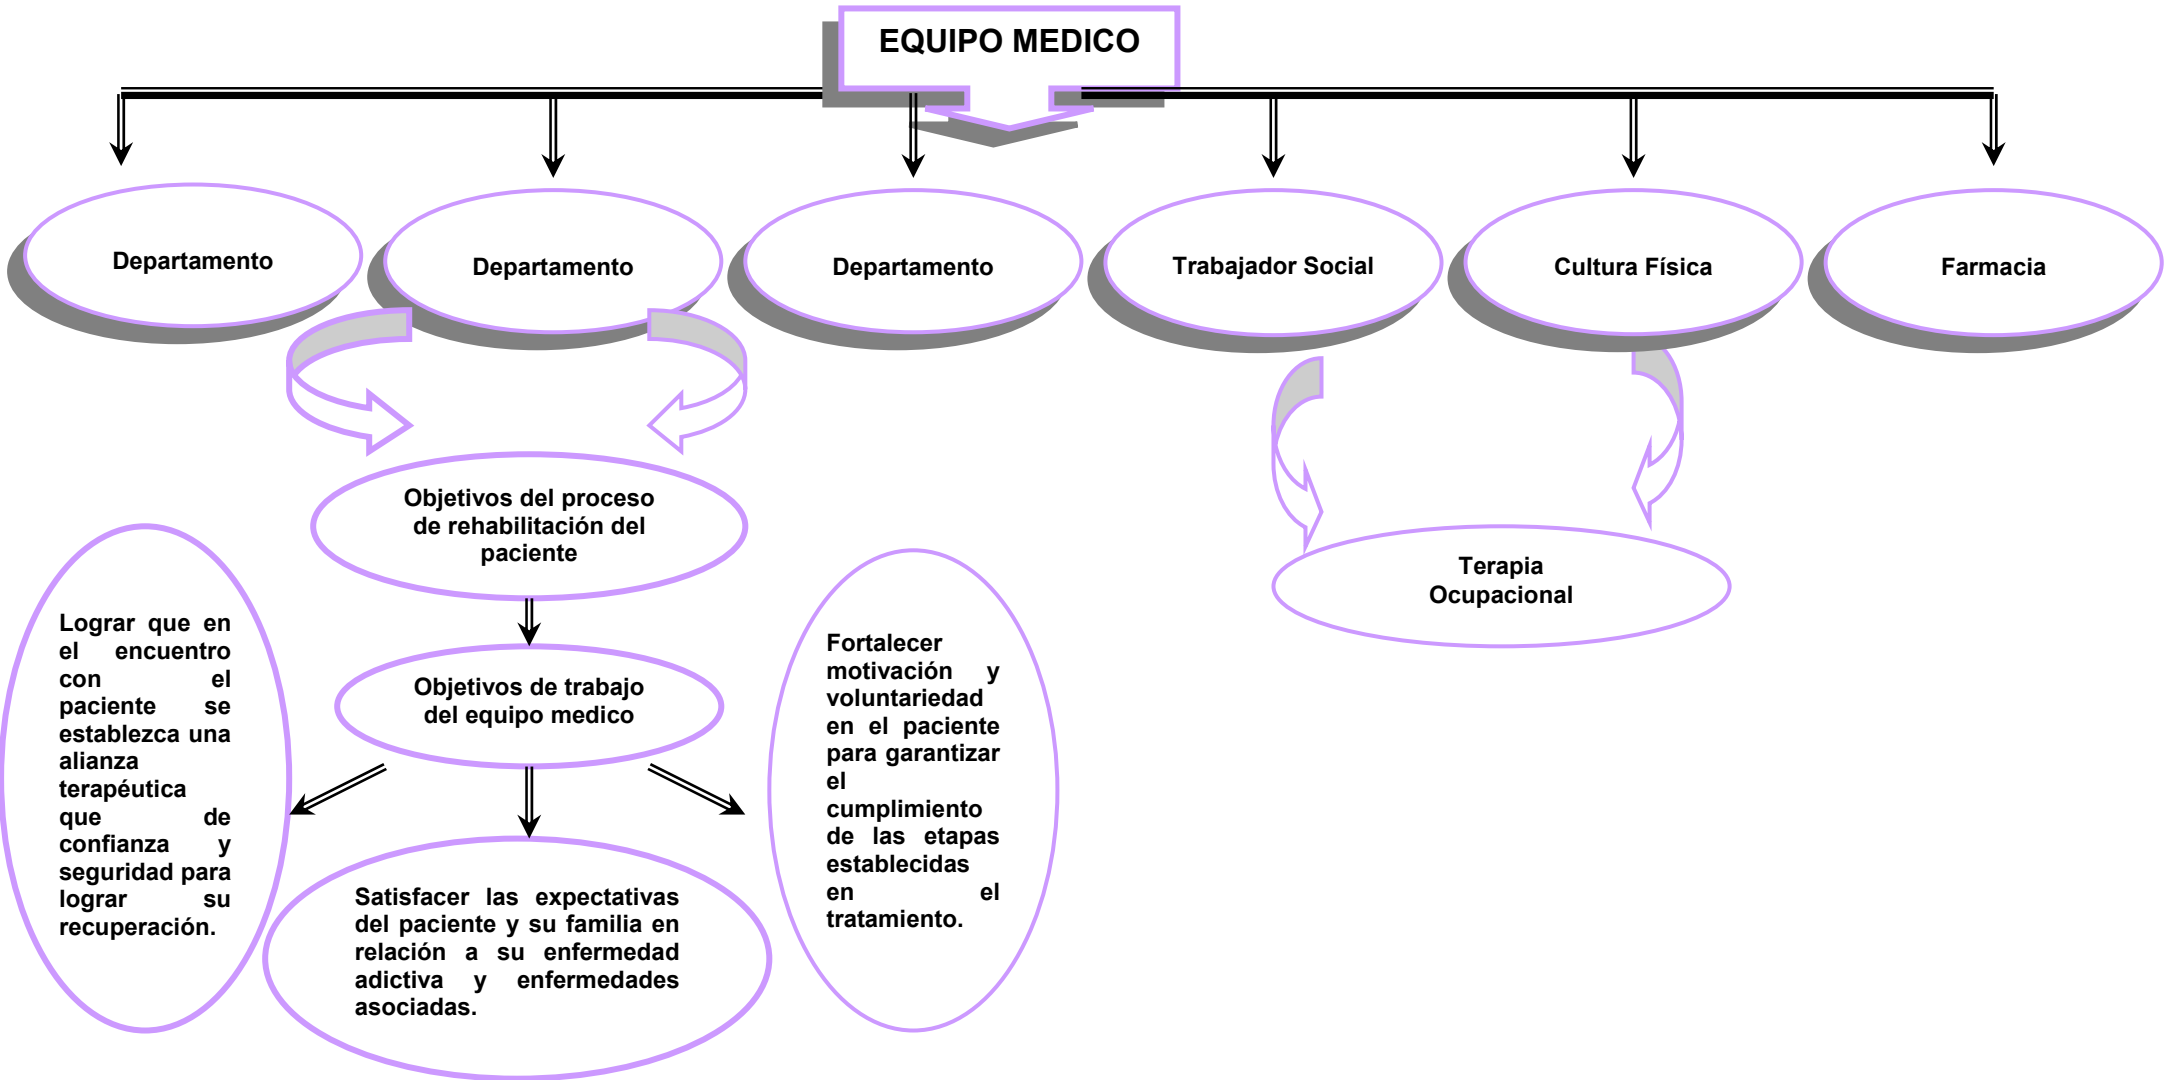 EQUIPO MEDICO
Departamento
Departamento
Departamento
Trabajador Social
Cultura Física
Farmacia
Objetivos del proceso
de rehabilitación del
paciente
Terapia
Ocupacional
Objetivos de trabajo
del equipo medico
Lograr que en
el encuentro
con el
paciente se
establezca una
alianza
terapéutica
que de
confianza y
seguridad para
lograr su
recuperación.
Satisfacer las expectativas
del paciente y su familia en
relación a su enfermedad
adictiva y enfermedades
asociadas.
Fortalecer
motivación y
voluntariedad
en el paciente
para garantizar
el
cumplimiento
de las etapas
establecidas
en el
tratamiento.